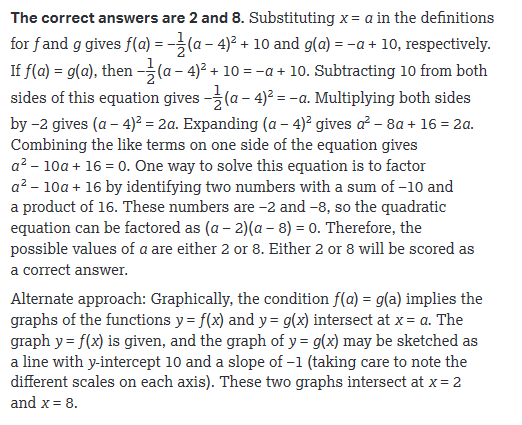 The correct answers are 2 and 8. Substituting x = a in the definitions
for f and g gives f(a) = −1/2(a − 4)² + 10 and g(a) = −a + 10, respectively.
If f(a) = g(a), then −1/2(a − 4)² + 10 = −a + 10. Subtracting 10 from both
sides of this equation gives −1/2(a − 4)² = −a. Multiplying both sides
by −2 gives (a − 4)² = 2a. Expanding (a − 4)² gives a² − 8a + 16 = 2a.
Combining the like terms on one side of the equation gives
a² − 10a + 16 = 0. One way to solve this equation is to factor
a² − 10a + 16 by identifying two numbers with a sum of −10 and
a product of 16. These numbers are −2 and −8, so the quadratic
equation can be factored as (a − 2)(a − 8) = 0. Therefore, the
possible values of a are either 2 or 8. Either 2 or 8 will be scored as
a correct answer.
Alternate approach: Graphically, the condition f(a) = g(a) implies the
graphs of the functions y = f(x) and y = g(x) intersect at x = a. The
graph y = f(x) is given, and the graph of y = g(x) may be sketched as
a line with y-intercept 10 and a slope of −1 (taking care to note the
different scales on each axis). These two graphs intersect at x = 2
and x = 8.